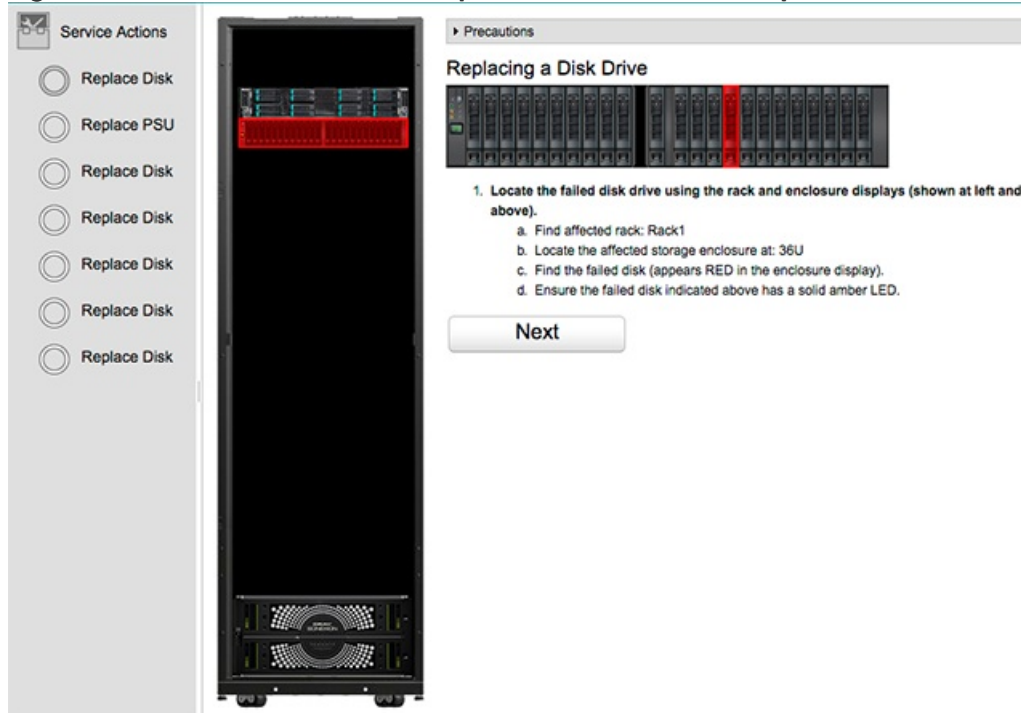 Service Actions
Replace Disk
Replace PSU
Replace Disk
Replace Disk
Replace Disk
Replace Disk
Replace Disk
Precautions
Replacing a Disk Drive
1. Locate the failed disk drive using the rack and enclosure displays (shown at left and
above).
a. Find affected rack: Rack1
b. Locate the affected storage enclosure at: 36U
c. Find the failed disk (appears RED in the enclosure display).
d. Ensure the failed disk indicated above has a solid amber LED.
Next